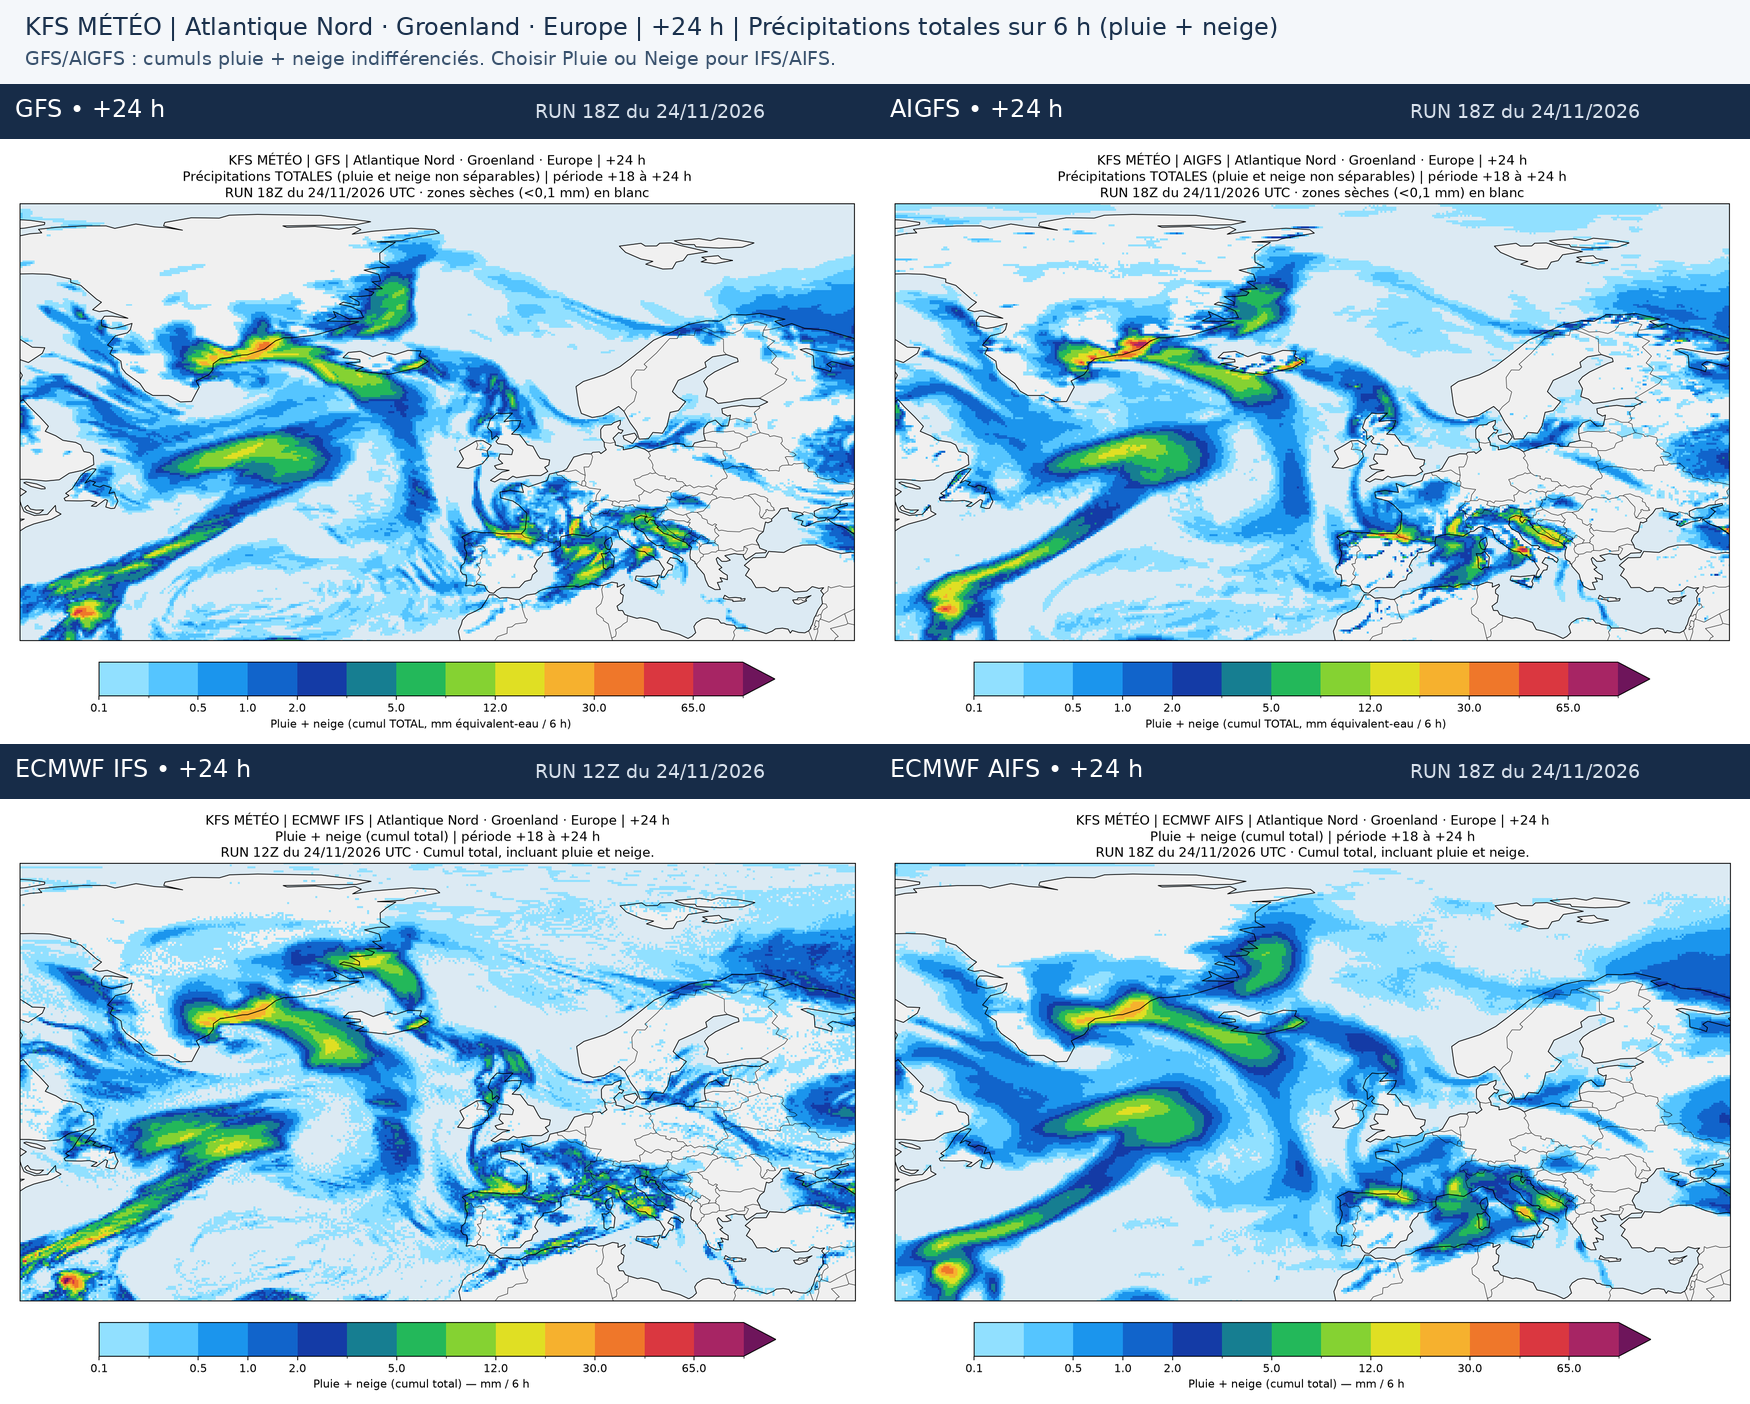 KFS MÉTÉO | Atlantique Nord · Groenland · Europe | +24 h | Précipitations totales sur 6 h (pluie + neige)
GFS/AIGFS : cumuls pluie + neige indifférenciés. Choisir Pluie ou Neige pour IFS/AIFS.
GFS • +24 h
RUN 18Z du 24/11/2026
AIGFS • +24 h
RUN 18Z du 24/11/2026
KFS MÉTÉO | GFS | Atlantique Nord · Groenland · Europe | +24 h
Précipitations TOTALES (pluie et neige non séparables) | période +18 à +24 h
RUN 18Z du 24/11/2026 UTC · zones sèches (<0,1 mm) en blanc
KFS MÉTÉO | AIGFS | Atlantique Nord · Groenland · Europe | +24 h
Précipitations TOTALES (pluie et neige non séparables) | période +18 à +24 h
RUN 18Z du 24/11/2026 UTC · zones sèches (<0,1 mm) en blanc
0.1 0.5 1.0 2.0 5.0 12.0 30.0 65.0
Pluie + neige (cumul TOTAL, mm équivalent-eau / 6 h)
0.1 0.5 1.0 2.0 5.0 12.0 30.0 65.0
Pluie + neige (cumul TOTAL, mm équivalent-eau / 6 h)
ECMWF IFS • +24 h
RUN 12Z du 24/11/2026
ECMWF AIFS • +24 h
RUN 18Z du 24/11/2026
KFS MÉTÉO | ECMWF IFS | Atlantique Nord · Groenland · Europe | +24 h
Pluie + neige (cumul total) | période +18 à +24 h
RUN 12Z du 24/11/2026 UTC · Cumul total, incluant pluie et neige.
KFS MÉTÉO | ECMWF AIFS | Atlantique Nord · Groenland · Europe | +24 h
Pluie + neige (cumul total) | période +18 à +24 h
RUN 18Z du 24/11/2026 UTC · Cumul total, incluant pluie et neige.
0.1 0.5 1.0 2.0 5.0 12.0 30.0 65.0
Pluie + neige (cumul total) — mm / 6 h
0.1 0.5 1.0 2.0 5.0 12.0 30.0 65.0
Pluie + neige (cumul total) — mm / 6 h